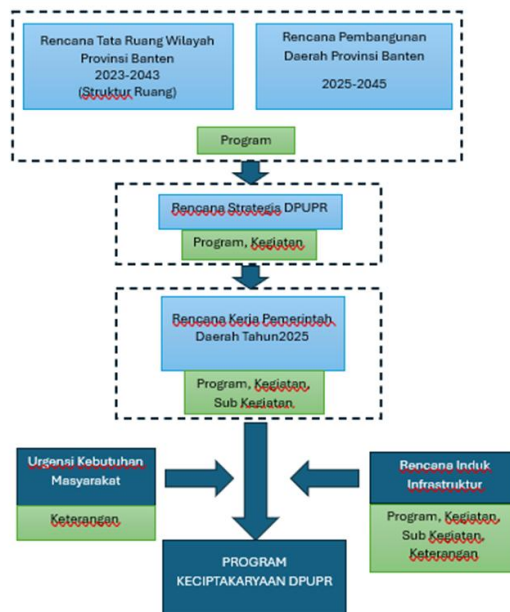 Rencana Tata Ruang Wilayah
Provinsi Banten
2023-2043
(Struktur Ruang)
Rencana Pembangunan
Daerah Provinsi Banten
2025-2045
Program
Rencana Strategis DPUPR
Program, Kegiatan
Rencana Kerja Pemerintah
Daerah Tahun2025
Program, Kegiatan,
Sub Kegiatan
Urgensi Kebutuhan
Masyarakat
Keterangan
Rencana Induk
Infrastruktur
Program, Kegiatan,
Sub Kegiatan,
Keterangan
PROGRAM
KECIPTAKARYAAN DPUPR